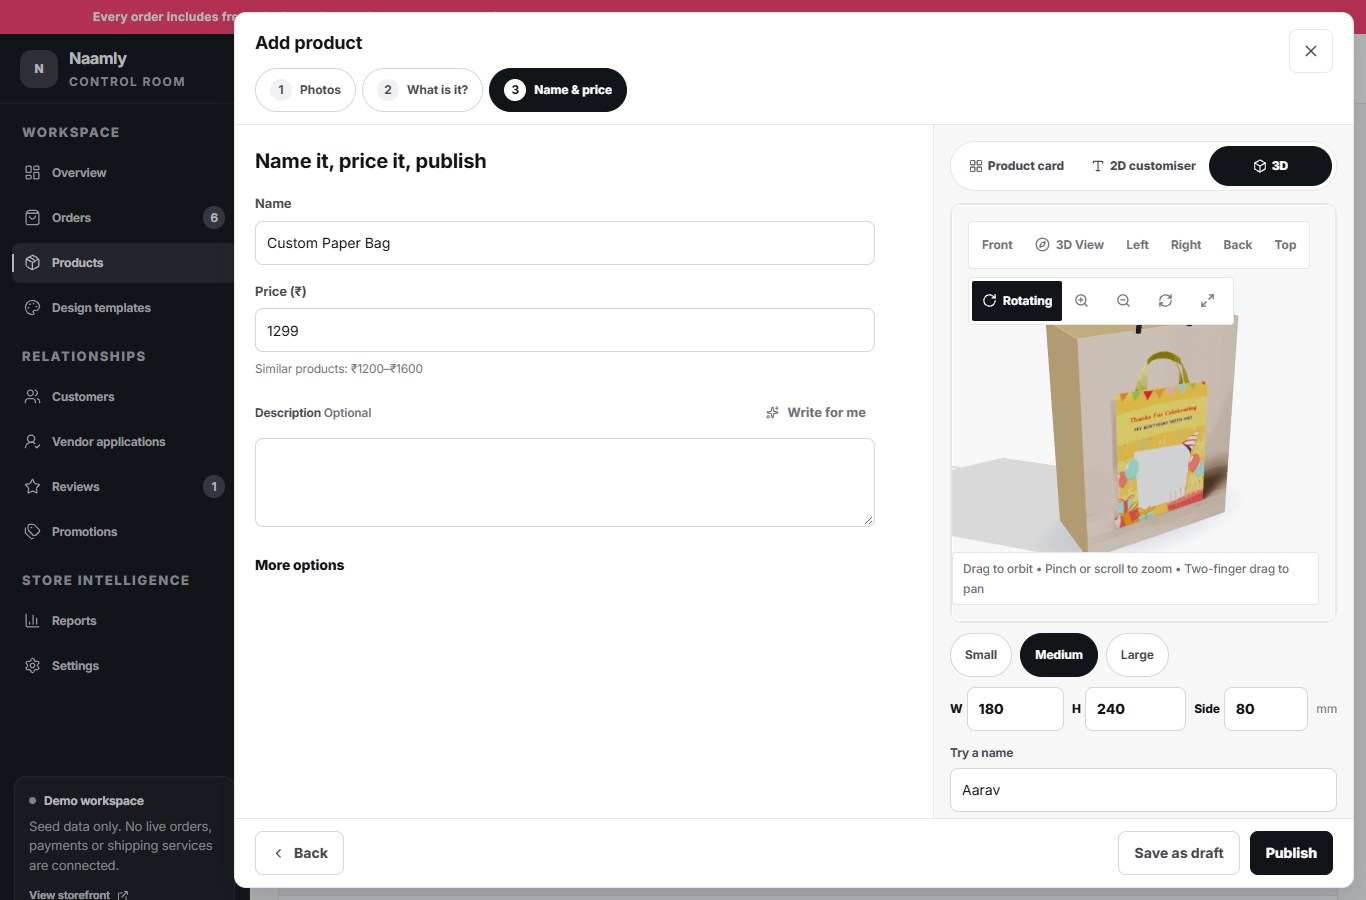 Every order includes fre
N
Naamly
CONTROL ROOM
WORKSPACE
Overview
Orders 6
Products
Design templates
RELATIONSHIPS
Customers
Vendor applications
Reviews 1
Promotions
STORE INTELLIGENCE
Reports
Settings
Demo workspace
Seed data only. No live orders,
payments or shipping services
are connected.
View storefront
Add product
1 Photos
2 What is it?
3 Name & price
Name it, price it, publish
Name
Custom Paper Bag
Price (₹)
1299
Similar products: ₹1200–₹1600
Description Optional
Write for me
More options
Product card
2D customiser
3D
Front
3D View
Left
Right
Back
Top
Rotating
Thanks For Celebrating
MY BIRTHDAY WITH ME!
Drag to orbit • Pinch or scroll to zoom • Two-finger drag to
pan
Small
Medium
Large
W 180 H 240 Side 80 mm
Try a name
Aarav
Back
Save as draft
Publish